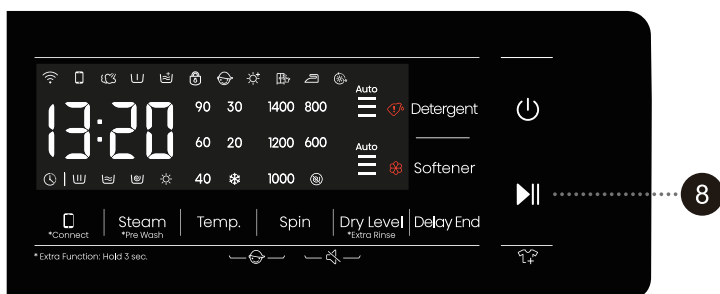 Auto
90 30 1400 800
Detergent
13:20
60 20 1200 600
Auto
Softener
40 1000
8
Steam Temp. Spin Dry Level Delay End
*Connect *Pre Wash *Extra Rinse
* Extra Function: Hold 3 sec.